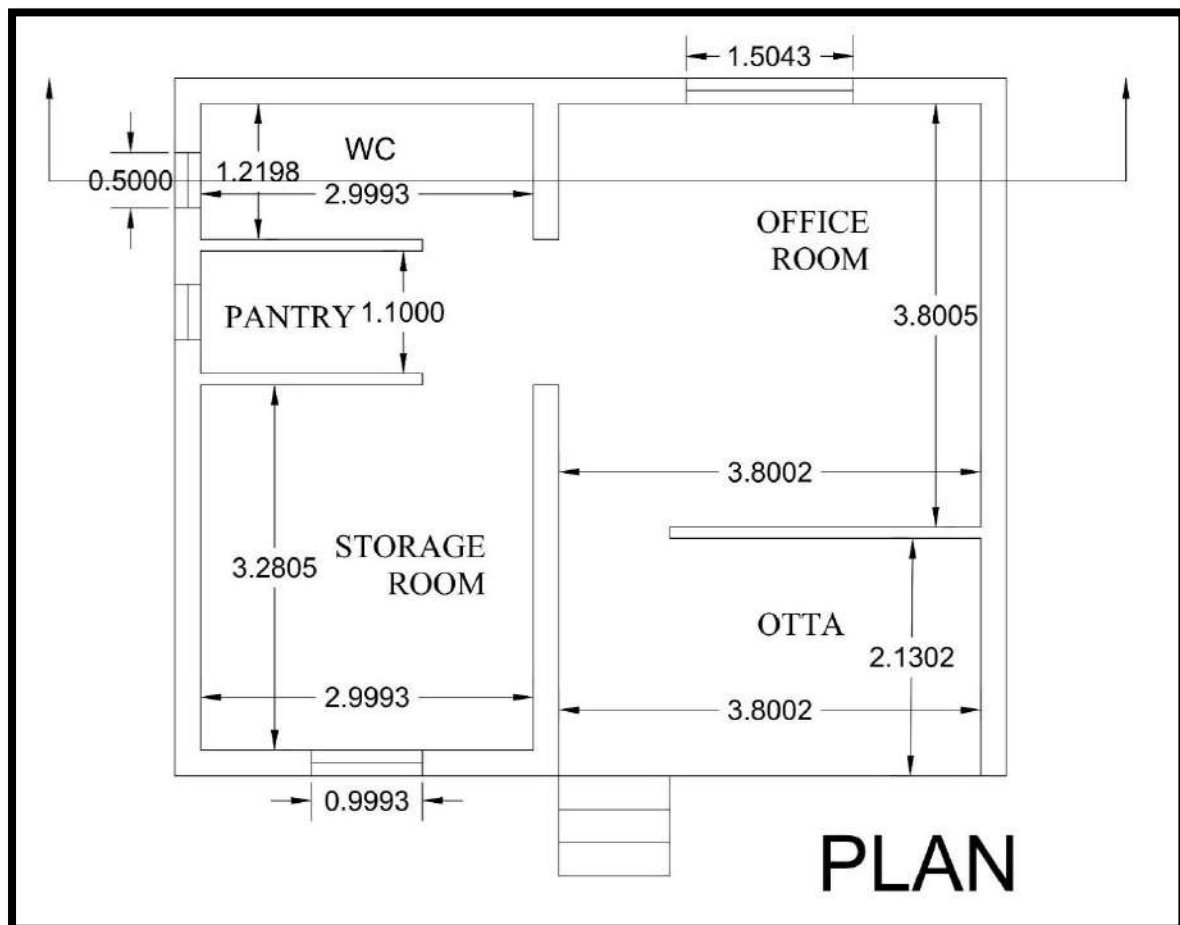 1.5043
WC
0.5000
1.2198
2.9993
OFFICE
ROOM
PANTRY
1.1000
3.8005
3.8002
STORAGE
ROOM
3.2805
OTTA
2.1302
2.9993
3.8002
0.9993
PLAN